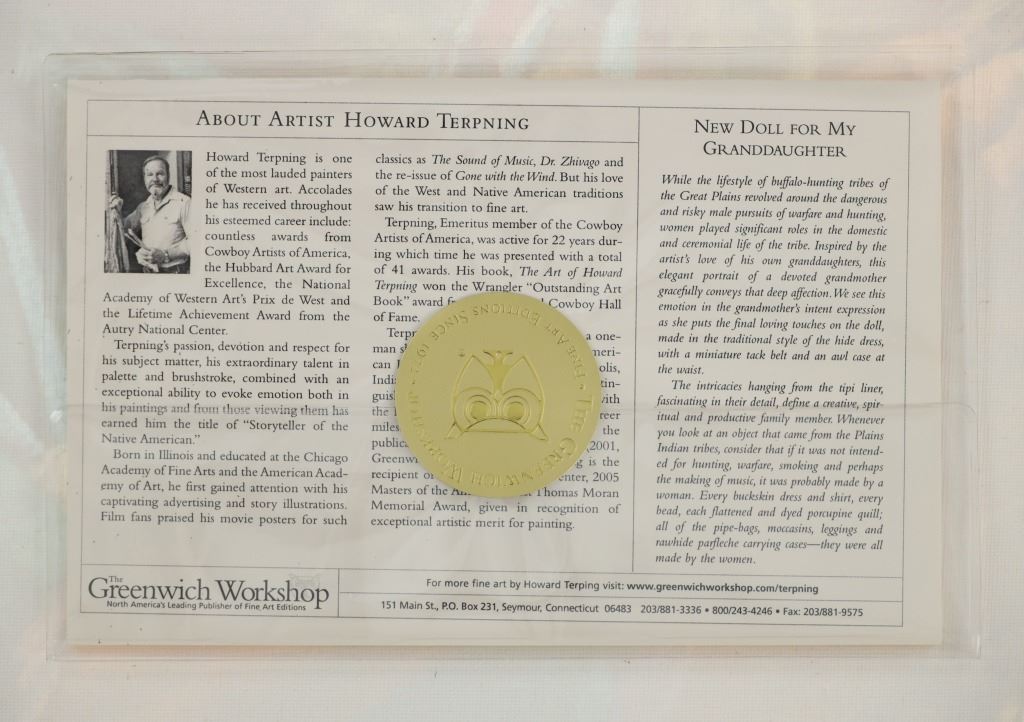 ABOUT ARTIST HOWARD TERPNING
Howard Terpning is one
of the most lauded painters
of Western art. Accolades
he has received throughout
his esteemed career include:
countless awards from
Cowboy Artists of America,
the Hubbard Art Award for
Excellence, the National
Academy of Western Art's Prix de West and
the Lifetime Achievement Award from the
Autry National Center.
Terpning's passion, devotion and respect for
his subject matter, his extraordinary talent in
palette and brushstroke, combined with an
exceptional ability to evoke emotion both in
his paintings and from those viewing them has
earned him the title of "Storyteller of the
Native American."
Born in Illinois and educated at the Chicago
Academy of Fine Arts and the American Acad-
emy of Art, he first gained attention with his
captivating advertising and story illustrations.
Film fans praised his movie posters for such
classics as The Sound of Music, Dr. Zhivago and
the re-issue of Gone with the Wind. But his love
of the West and Native American traditions
saw his transition to fine art.
Terpning, Emeritus member of the Cowboy
Artists of America, was active for 22 years dur-
ing which time he was presented with a total
of 41 awards. His book, The Art of Howard
Terpning won the Wrangler "Outstanding Art
Book" award Cowboy Hall
of Fame.
a one-
man
can
the
miles the
public (2001,
Greenw is the
recipient 2005
Masters of the Thomas Moran
Memorial Award, given in recognition of
exceptional artistic merit for painting.
THE GREENWICH WORKSHOP • FINE ART EDITIONS SINCE
NEW DOLL FOR MY
GRANDDAUGHTER
While the lifestyle of buffalo-hunting tribes of
the Great Plains revolved around the dangerous
and risky male pursuits of warfare and hunting,
women played significant roles in the domestic
and ceremonial life of the tribe. Inspired by the
artist's love of his own granddaughters, this
elegant portrait of a devoted grandmother
gracefully conveys that deep affection. We see this
emotion in the grandmother's intent expression
as she puts the final loving touches on the doll,
made in the traditional style of the hide dress,
with a miniature tack belt and an awl case at
the waist.
The intricacies hanging from the tipi liner,
fascinating in their detail, define a creative, spir-
itual and productive family member. Whenever
you look at an object that came from the Plains
Indian tribes, consider that if it was not intend-
ed for hunting, warfare, smoking and perhaps
the making of music, it was probably made by a
woman. Every buckskin dress and shirt, every
bead, each flattened and dyed porcupine quill;
all of the pipe-bags, moccasins, leggings and
rawhide parfleche carrying cases—they were all
made by the women.
The
Greenwich Workshop
North America's Leading Publisher of Fine Art Editions
For more fine art by Howard Terping visit: www.greenwichworkshop.com/terpning
151 Main St., P.O. Box 231, Seymour, Connecticut 06483 203/881-3336 • 800/243-4246 • Fax: 203/881-9575